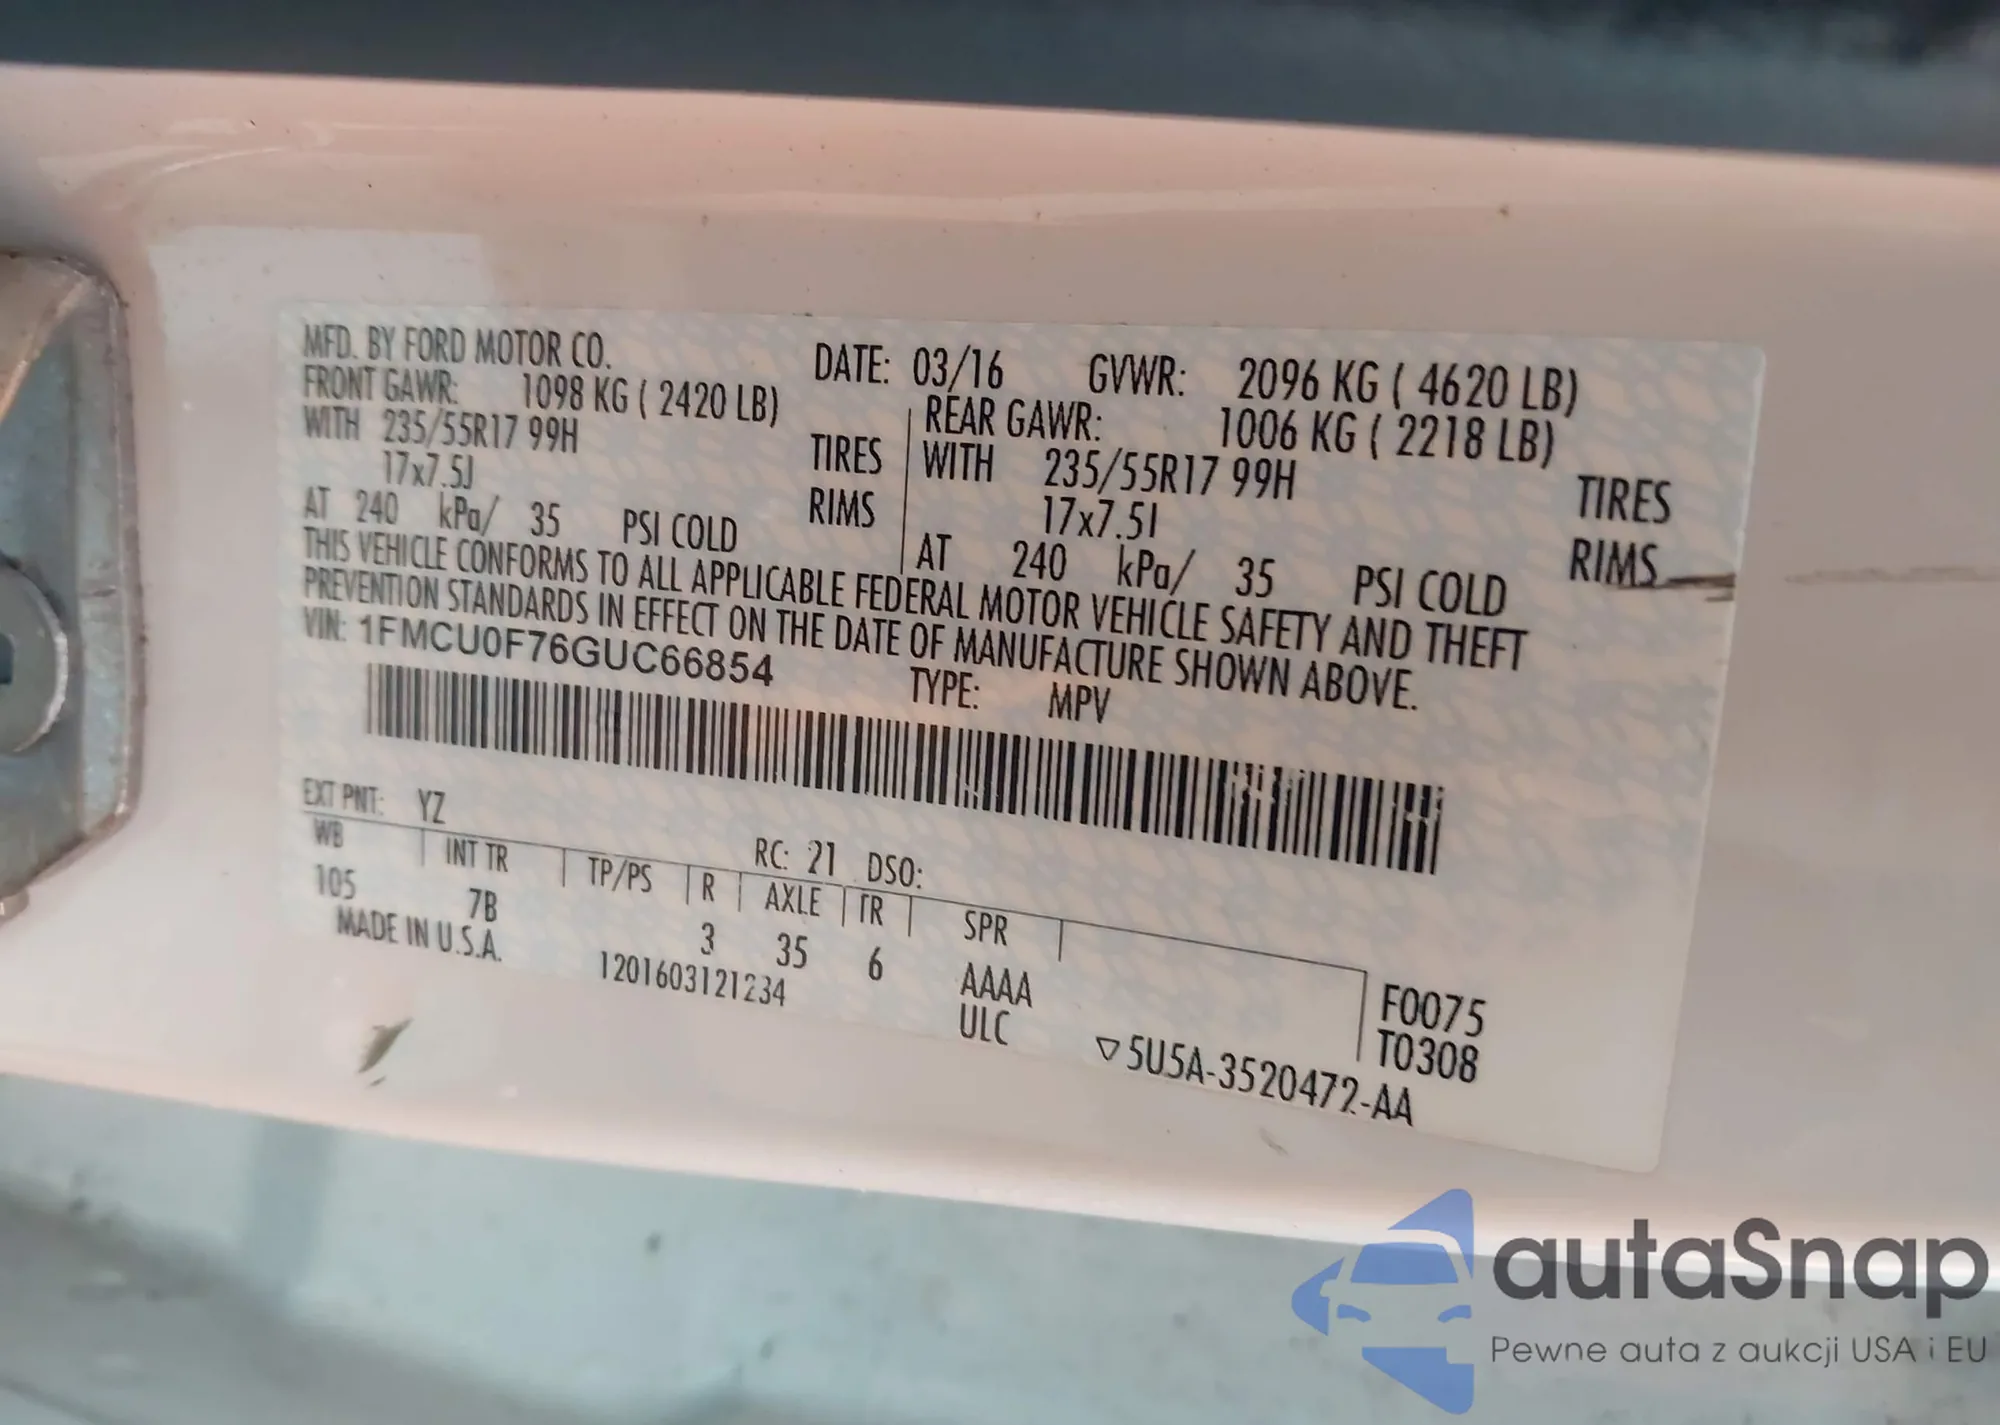 MFD. BY FORD MOTOR CO. DATE: 03/16 GVWR: 2096 KG ( 4620 LB)
FRONT GAWR: 1098 KG ( 2420 LB) REAR GAWR: 1006 KG ( 2218 LB)
WITH 235/55R17 99H TIRES WITH 235/55R17 99H TIRES
17x7.5J RIMS 17x7.5J RIMS
AT 240 kPa/ 35 PSI COLD AT 240 kPa/ 35 PSI COLD
THIS VEHICLE CONFORMS TO ALL APPLICABLE FEDERAL MOTOR VEHICLE SAFETY AND THEFT
PREVENTION STANDARDS IN EFFECT ON THE DATE OF MANUFACTURE SHOWN ABOVE.
VIN: 1FMCU0F76GUC66854 TYPE: MPV
EXT PNT: YZ RC: 21 DSO:
WB INT TR TP/PS R AXLE TR SPR
105 7B 3 35 6 AAAA F0075
MADE IN U.S.A. 1201603121234 ULC T0308
5U5A-3520472-AA
autaSnap
Pewne auta z aukcji USA i EU